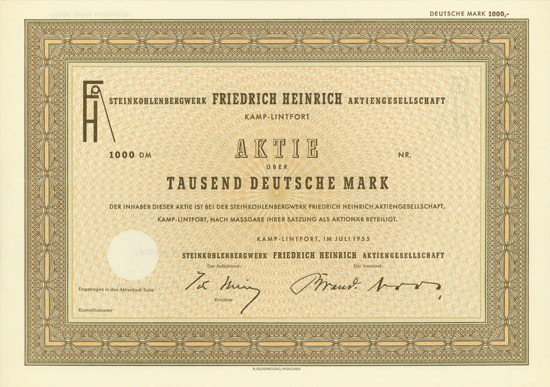 DEUTSCHE MARK 1000,-
FH
STEINKOHLENBERGWERK FRIEDRICH HEINRICH AKTIENGESELLSCHAFT
KAMP-LINTFORT
1000 DM AKTIE NR.
ÜBER
TAUSEND DEUTSCHE MARK
DER INHABER DIESER AKTIE IST BEI DER STEINKOHLENBERGWERK FRIEDRICH HEINRICH AKTIENGESELLSCHAFT,
KAMP-LINTFORT, NACH MASSGABE IHRER SATZUNG ALS AKTIONÄR BETEILIGT.
KAMP-LINTFORT, IM JULI 1955
STEINKOHLENBERGWERK FRIEDRICH HEINRICH AKTIENGESELLSCHAFT
Der Aufsichtsrat Der Vorstand
Eingetragen in das Aktienbuch Seite
Vorsitzer
Kontrollbeamter
R. OLDENBOURG, MÜNCHEN